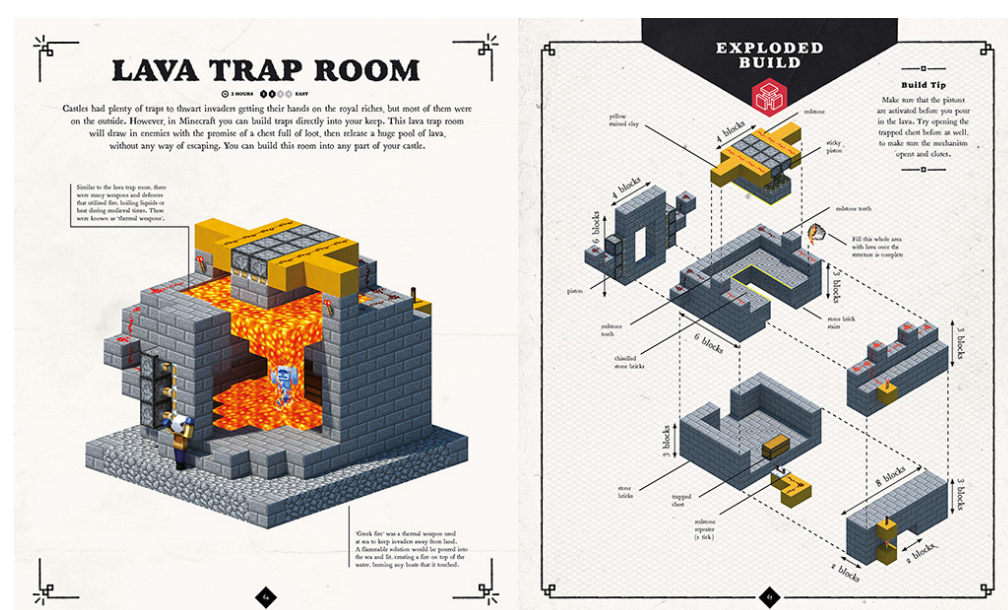 LAVA TRAP ROOM
2 HOURS EASY
Castles had plenty of traps to thwart invaders getting their hands on the royal riches, but most of them were
on the outside. However, in Minecraft you can build traps directly into your keep. This lava trap room
will draw in enemies with the promise of a chest full of loot, then release a huge pool of lava,
without any way of escaping. You can build this room into any part of your castle.
Similar to the lava trap room, there
were many weapons and defences
that utilised fire, boiling liquids or
heat during medieval times. These
were known as 'thermal weapons'.
'Greek fire' was a thermal weapon used
at sea to keep invaders away from land.
A flammable solution would be poured into
the sea and lit, creating a fire on top of the
water, burning any boats that it touched.
64
EXPLODED
BUILD
Build Tip
Make sure that the pistons
are activated before you pour
in the lava. Try opening the
trapped chest before as well,
to make sure the mechanism
opens and closes.
yellow
stained clay
4 blocks
redstone
sticky
piston
4 blocks
6 blocks
piston
redstone torch
Fill this whole area
with lava once the
structure is complete
3 blocks
stone brick
stairs
redstone
torch
6 blocks
chiselled
stone bricks
3 blocks
3 blocks
stone
bricks
trapped
chest
redstone
repeater
(1 tick)
8 blocks
3 blocks
2 blocks
2 blocks
65